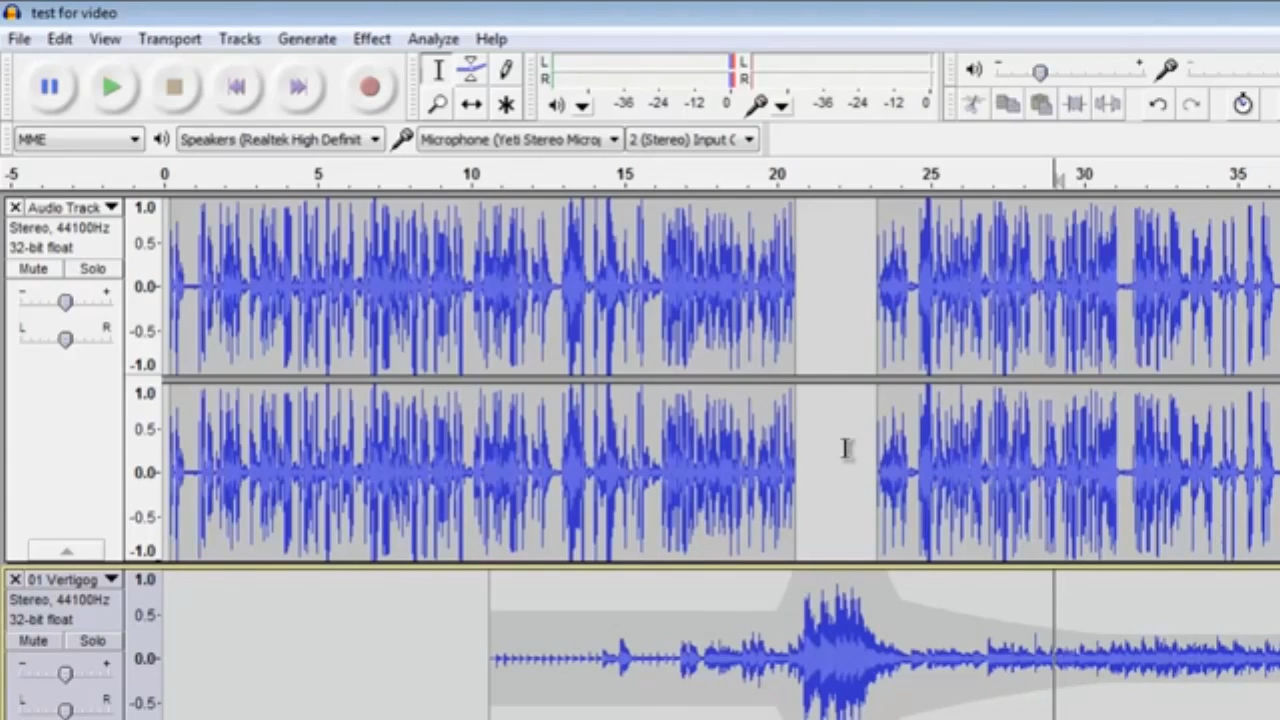 test for video
File Edit View Transport Tracks Generate Effect Analyze Help
L L
R R
-36 -24 -12 0 -36 -24 -12 0
- + -
MME Speakers (Realtek High Definit Microphone (Yeti Stereo Microp 2 (Stereo) Input C
-5 0 5 10 15 20 25 30 35
Audio Track 1.0
Stereo, 44100Hz
32-bit float 0.5-
Mute Solo
- + 0.0-
L R -0.5-
-1.0
1.0
0.5-
0.0-
-0.5-
-1.0
01 Vertigog 1.0
Stereo, 44100Hz
32-bit float 0.5-
Mute Solo
- + 0.0-
L R -0.5-